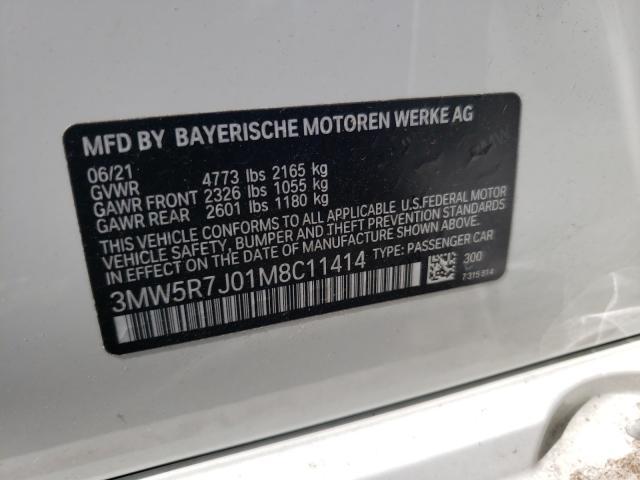 MFD BY BAYERISCHE MOTOREN WERKE AG
06/21
GVWR 4773 lbs 2165 kg
GAWR FRONT 2326 lbs 1055 kg
GAWR REAR 2601 lbs 1180 kg
THIS VEHICLE CONFORMS TO ALL APPLICABLE U.S.FEDERAL MOTOR
VEHICLE SAFETY, BUMPER AND THEFT PREVENTION STANDARDS
IN EFFECT ON THE DATE OF MANUFACTURE SHOWN ABOVE.
3MW5R7J01M8C11414 TYPE: PASSENGER CAR
300
7315814